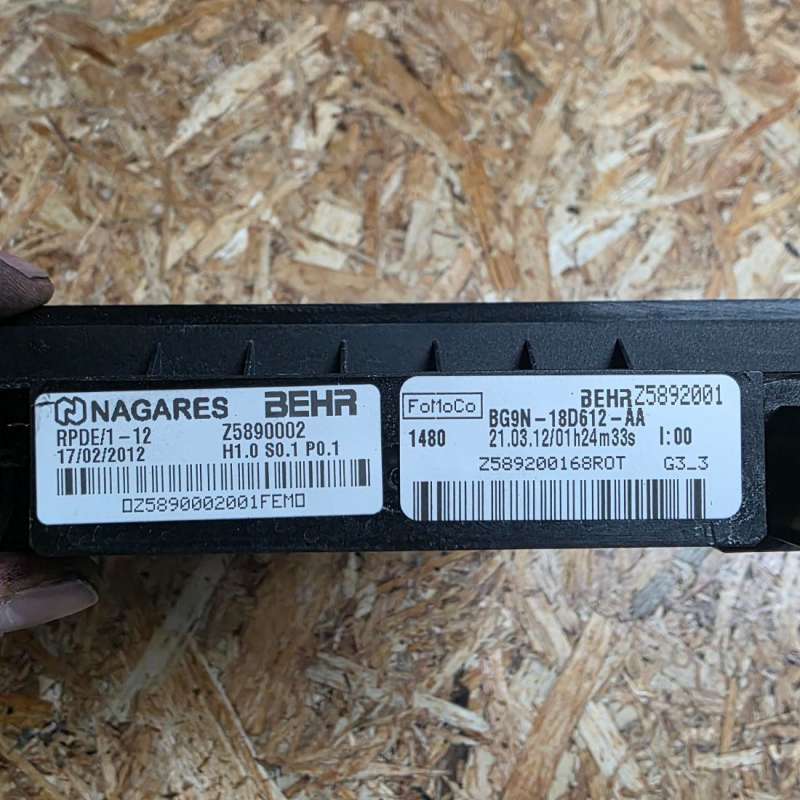 NAGARES BEHR
RPDE/1-12 Z5890002
17/02/2012 H1.0 S0.1 P0.1
▯Z5890002001FEM▯
FoMoCo BEHR Z5892001
BG9N-18D612-AA
1480 21.03.12/01h24m33s I:00
Z589200168ROT G3_3